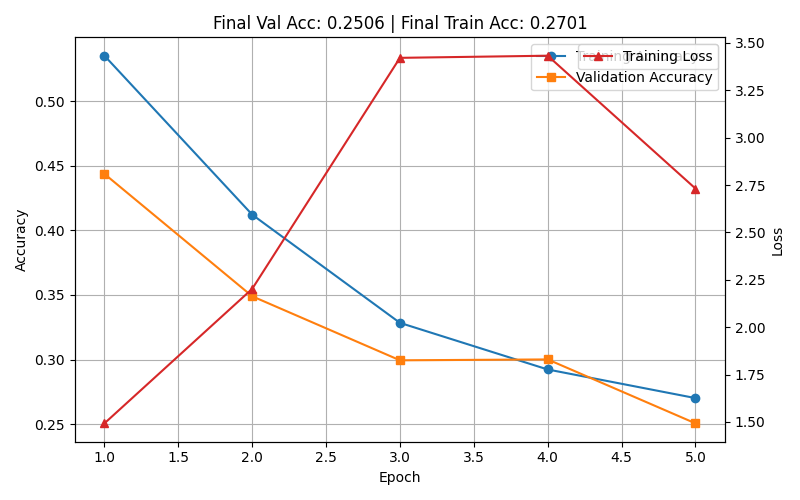 Final Val Acc: 0.2506 | Final Train Acc: 0.2701
Training Loss
Validation Accuracy
Accuracy
0.50
0.45
0.40
0.35
0.30
0.25
3.50
3.25
3.00
2.75
2.50
2.25
2.00
1.75
1.50
Loss
1.0 1.5 2.0 2.5 3.0 3.5 4.0 4.5 5.0
Epoch